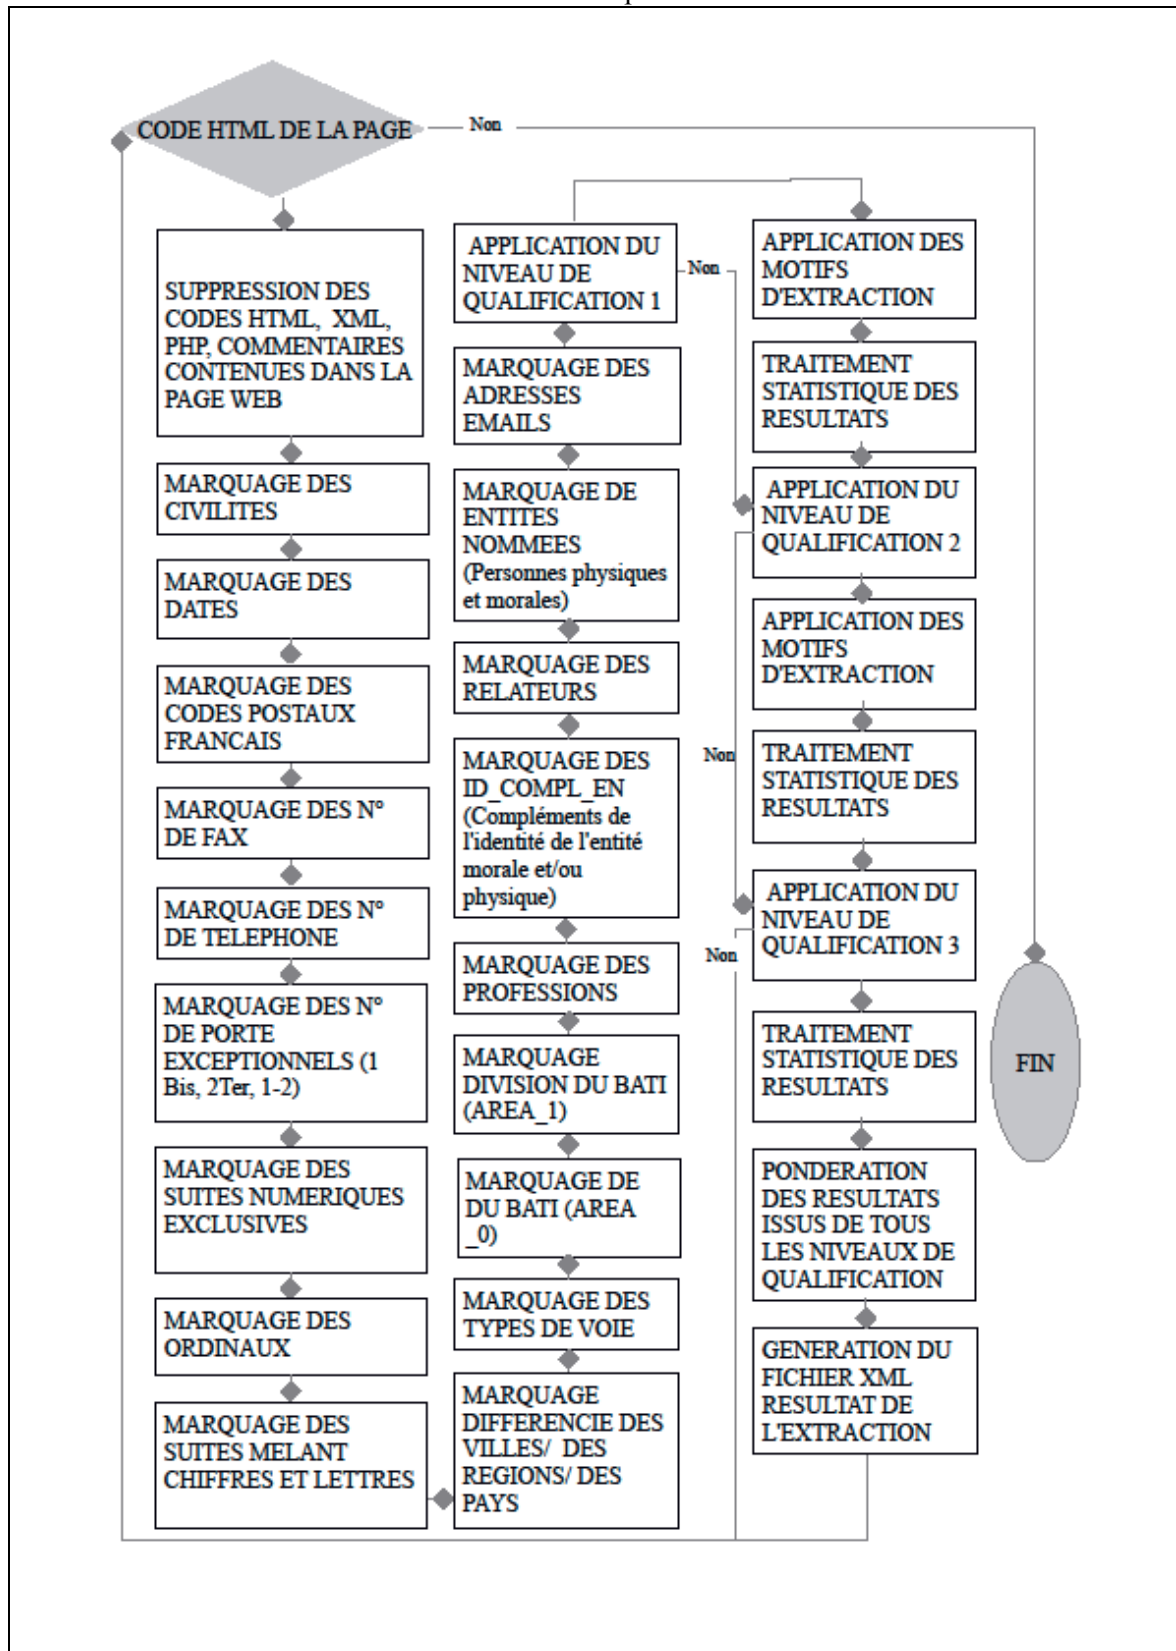 CODE HTML DE LA PAGE
Non
SUPPRESSION DES
CODES HTML, XML,
PHP, COMMENTAIRES
CONTENUES DANS LA
PAGE WEB
MARQUAGE DES
CIVILITES
MARQUAGE DES
DATES
MARQUAGE DES
CODES POSTAUX
FRANCAIS
MARQUAGE DES N°
DE FAX
MARQUAGE DES N°
DE TELEPHONE
MARQUAGE DES N°
DE PORTE
EXCEPTIONNELS (1
Bis, 2Ter, 1-2)
MARQUAGE DES
SUITES NUMERIQUES
EXCLUSIVES
MARQUAGE DES
ORDINAUX
MARQUAGE DES
SUITES MELANT
CHIFFRES ET LETTRES
APPLICATION DU
NIVEAU DE
QUALIFICATION 1
Non
MARQUAGE DES
ADRESSES
EMAILS
MARQUAGE DE
ENTITES
NOMMEES
(Personnes physiques
et morales)
MARQUAGE DES
RELATEURS
MARQUAGE DES
ID_COMPL_EN
(Compléments de
l'identité de l'entité
morale et/ou
physique)
MARQUAGE DES
PROFESSIONS
MARQUAGE
DIVISION DU BATI
(AREA_1)
MARQUAGE DE
DU BATI (AREA
_0)
MARQUAGE DES
TYPES DE VOIE
MARQUAGE
DIFFERENCIE DES
VILLES/ DES
REGIONS/ DES
PAYS
APPLICATION DES
MOTIFS
D'EXTRACTION
TRAITEMENT
STATISTIQUE DES
RESULTATS
APPLICATION DU
NIVEAU DE
QUALIFICATION 2
APPLICATION DES
MOTIFS
D'EXTRACTION
Non
TRAITEMENT
STATISTIQUE DES
RESULTATS
APPLICATION DU
NIVEAU DE
QUALIFICATION 3
Non
TRAITEMENT
STATISTIQUE DES
RESULTATS
PONDERATION
DES RESULTATS
ISSUS DE TOUS
LES NIVEAUX DE
QUALIFICATION
GENERATION DU
FICHIER XML
RESULTAT DE
L'EXTRACTION
FIN